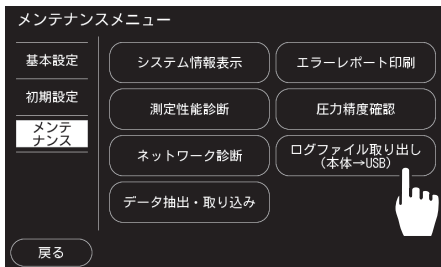 メンテナンスメニュー
基本設定
初期設定
メンテ
ナンス
システム情報表示
エラーレポート印刷
測定性能診断
圧力精度確認
ネットワーク診断
ログファイル取り出し
(本体→USB)
データ抽出・取り込み
戻る